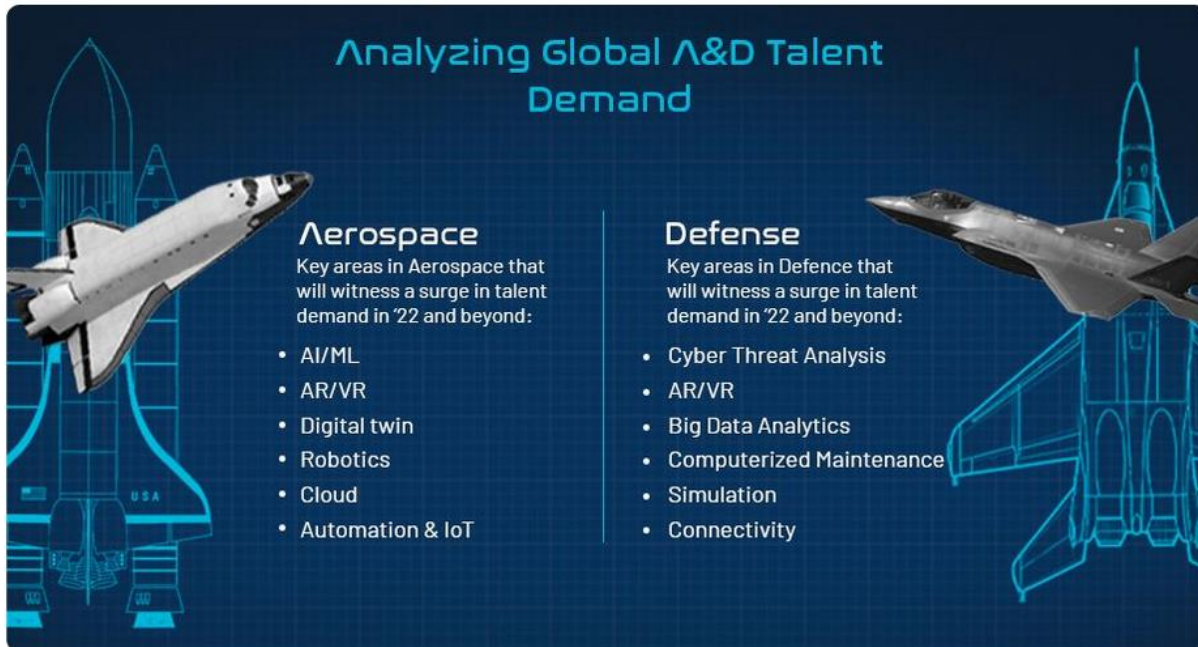 Analyzing Global A&D Talent
Demand
Aerospace
Key areas in Aerospace that
will witness a surge in talent
demand in '22 and beyond:
• AI/ML
• AR/VR
• Digital twin
• Robotics
• Cloud
• Automation & IoT
Defense
Key areas in Defence that
will witness a surge in talent
demand in '22 and beyond:
• Cyber Threat Analysis
• AR/VR
• Big Data Analytics
• Computerized Maintenance
• Simulation
• Connectivity
USA